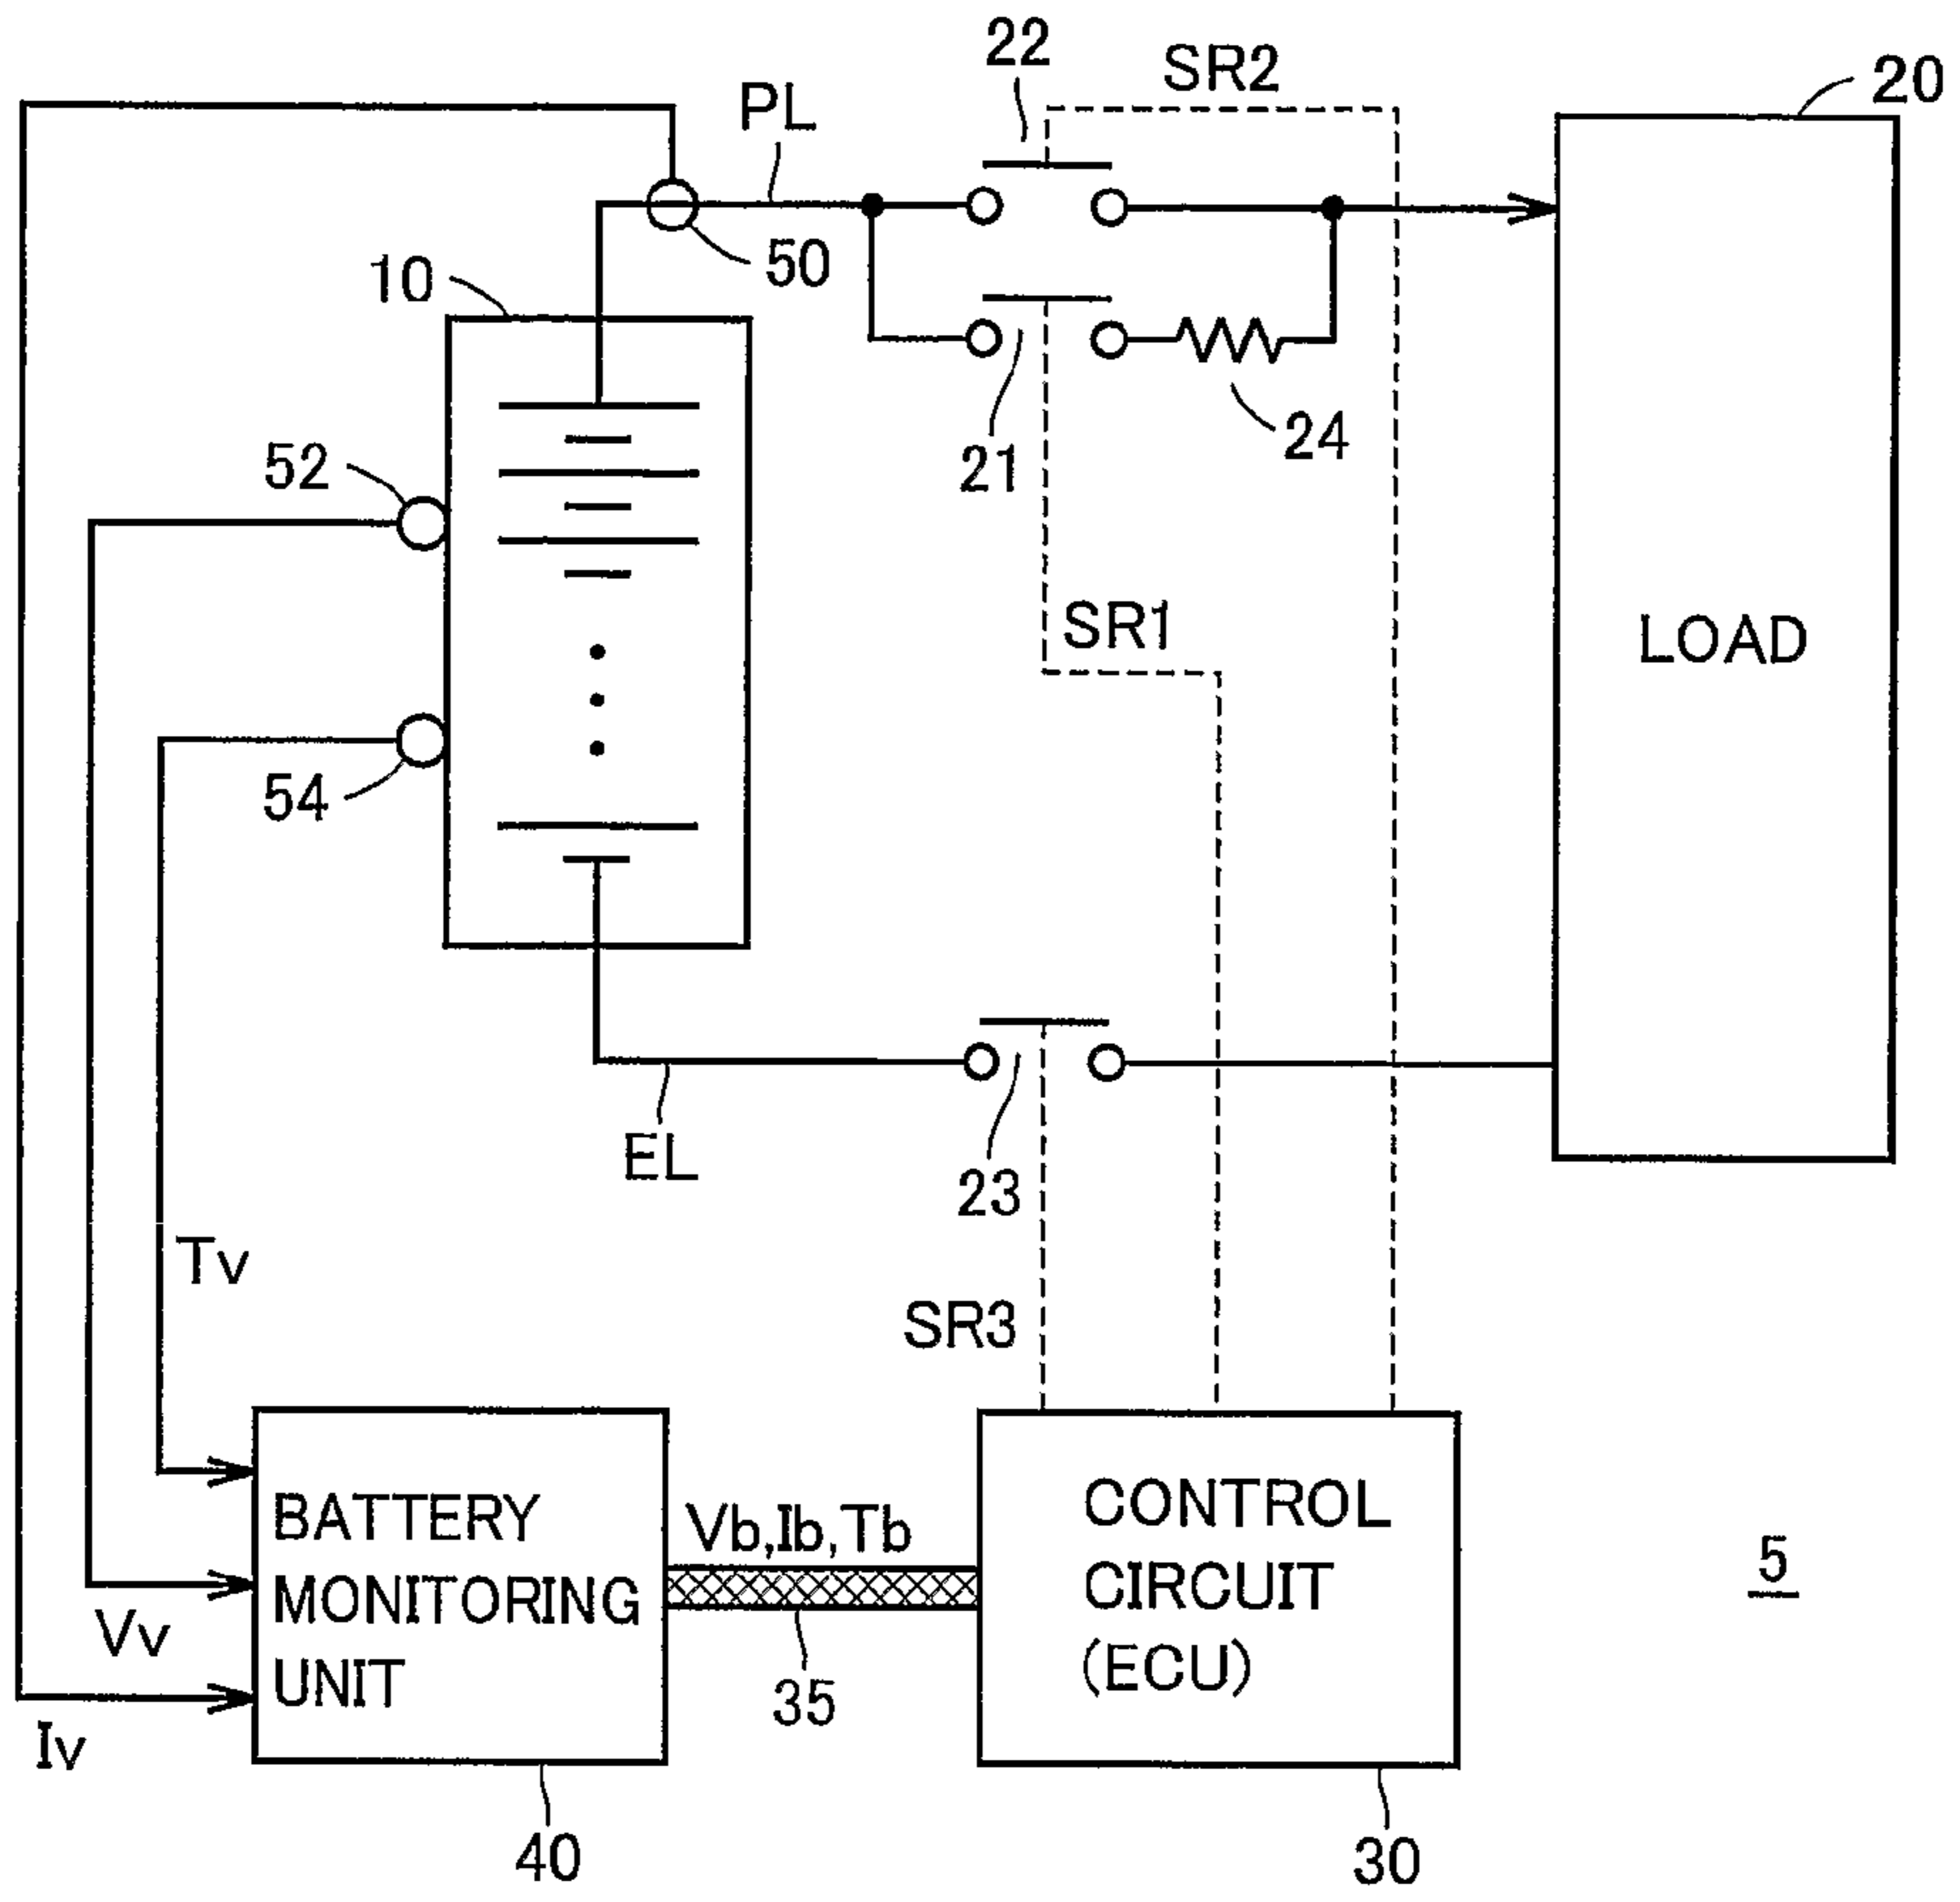 22
SR2
20
PL
50
10
21
24
52
SR1
LOAD
54
EL
23
Tv
SR3
BATTERY
MONITORING
UNIT
Vb,Ib,Tb
35
CONTROL
CIRCUIT
(ECU)
5
Vv
Iv
40
30